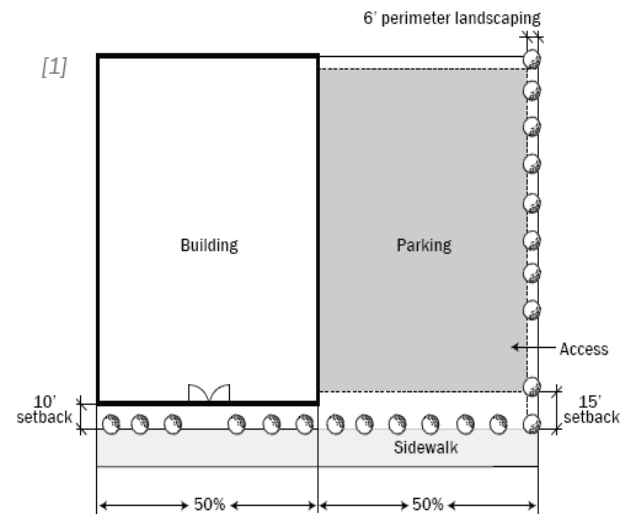 6' perimeter landscaping
[1]
Building
Parking
Access
10'
setback
15'
setback
Sidewalk
50%
50%